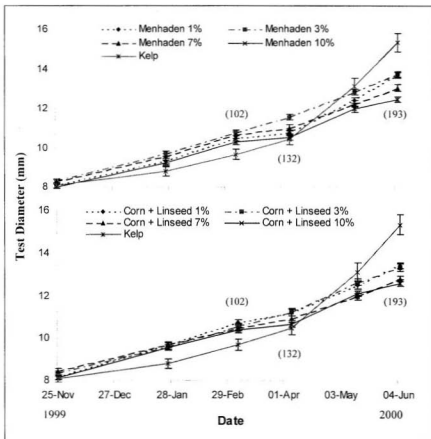 16
Menhaden 1%
Menhaden 3%
Menhaden 7%
Menhaden 10%
Kelp
14
12
10
8
(102)
(132)
(193)
Test Diameter (mm)
16
Corn + Linseed 1%
Corn + Linseed 3%
Corn + Linseed 7%
Corn + Linseed 10%
Kelp
14
12
10
8
(102)
(132)
(193)
25-Nov
27-Dec
28-Jan
29-Feb
01-Apr
03-May
04-Jun
1999
2000
Date